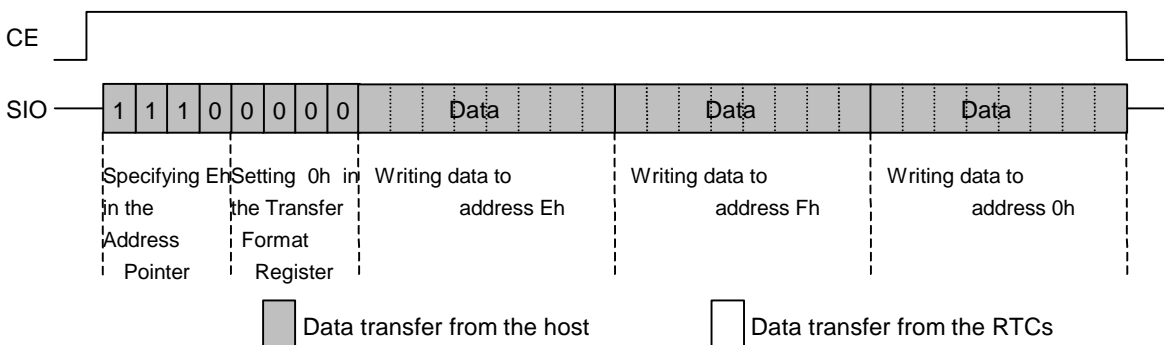 CE
SIO 1 1 1 0 0 0 0 0 Data Data Data
Specifying Eh Setting 0h in Writing data to Writing data to Writing data to
in the the Transfer address Eh address Fh address 0h
Address Format
Pointer Register
Data transfer from the host Data transfer from the RTCs